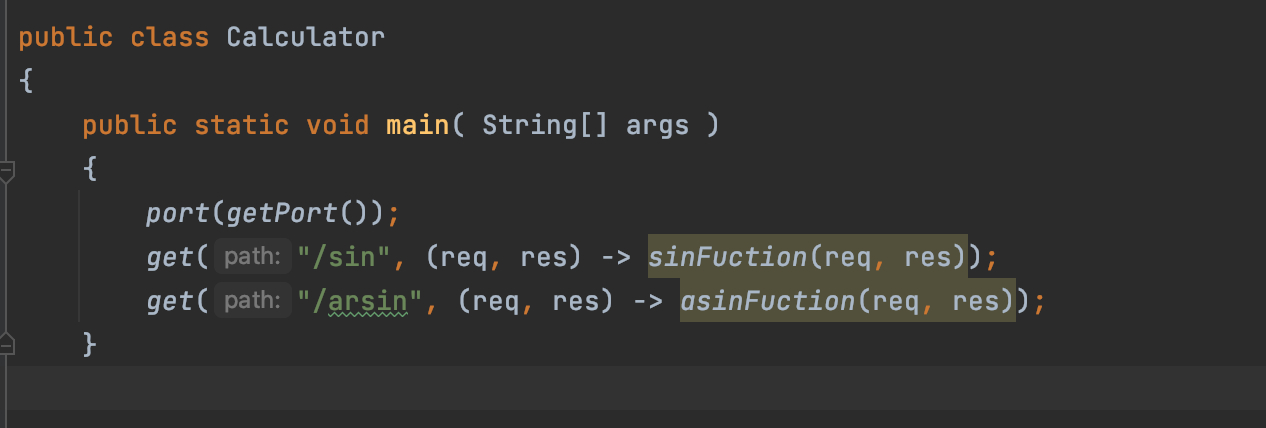 public class Calculator
{
public static void main( String[] args )
{
port(getPort());
get( path: "/sin", (req, res) -> sinFuction(req, res));
get( path: "/arsin", (req, res) -> asinFuction(req, res));
}